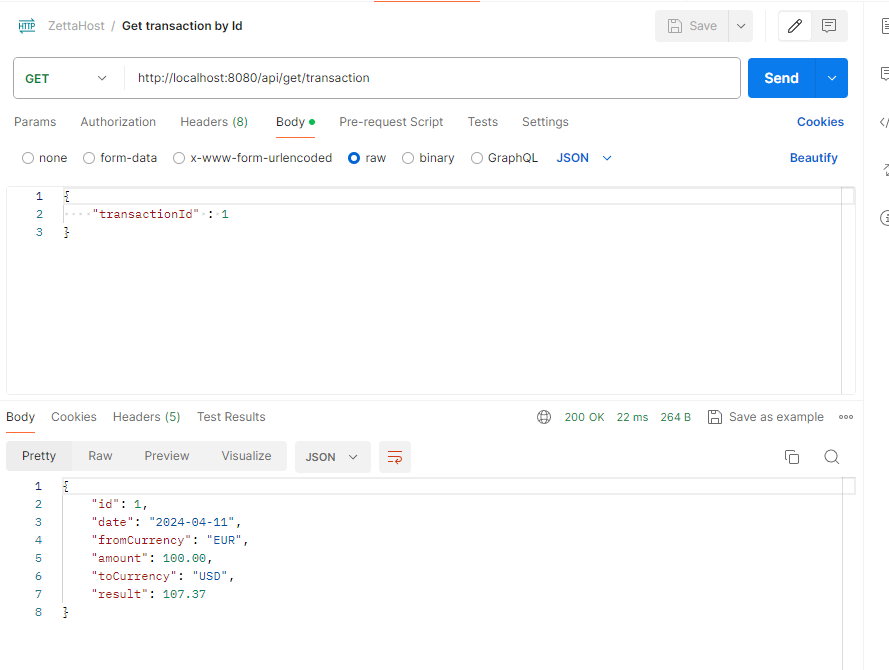 HTTP ZettaHost / Get transaction by Id Save
GET http://localhost:8080/api/get/transaction Send
Params Authorization Headers (8) Body Pre-request Script Tests Settings Cookies
none form-data x-www-form-urlencoded raw binary GraphQL JSON Beautify
1 {
2 ····"transactionId" : 1
3 }
Body Cookies Headers (5) Test Results 200 OK 22 ms 264 B Save as example
Pretty Raw Preview Visualize JSON
1 {
2 "id": 1,
3 "date": "2024-04-11",
4 "fromCurrency": "EUR",
5 "amount": 100.00,
6 "toCurrency": "USD",
7 "result": 107.37
8 }